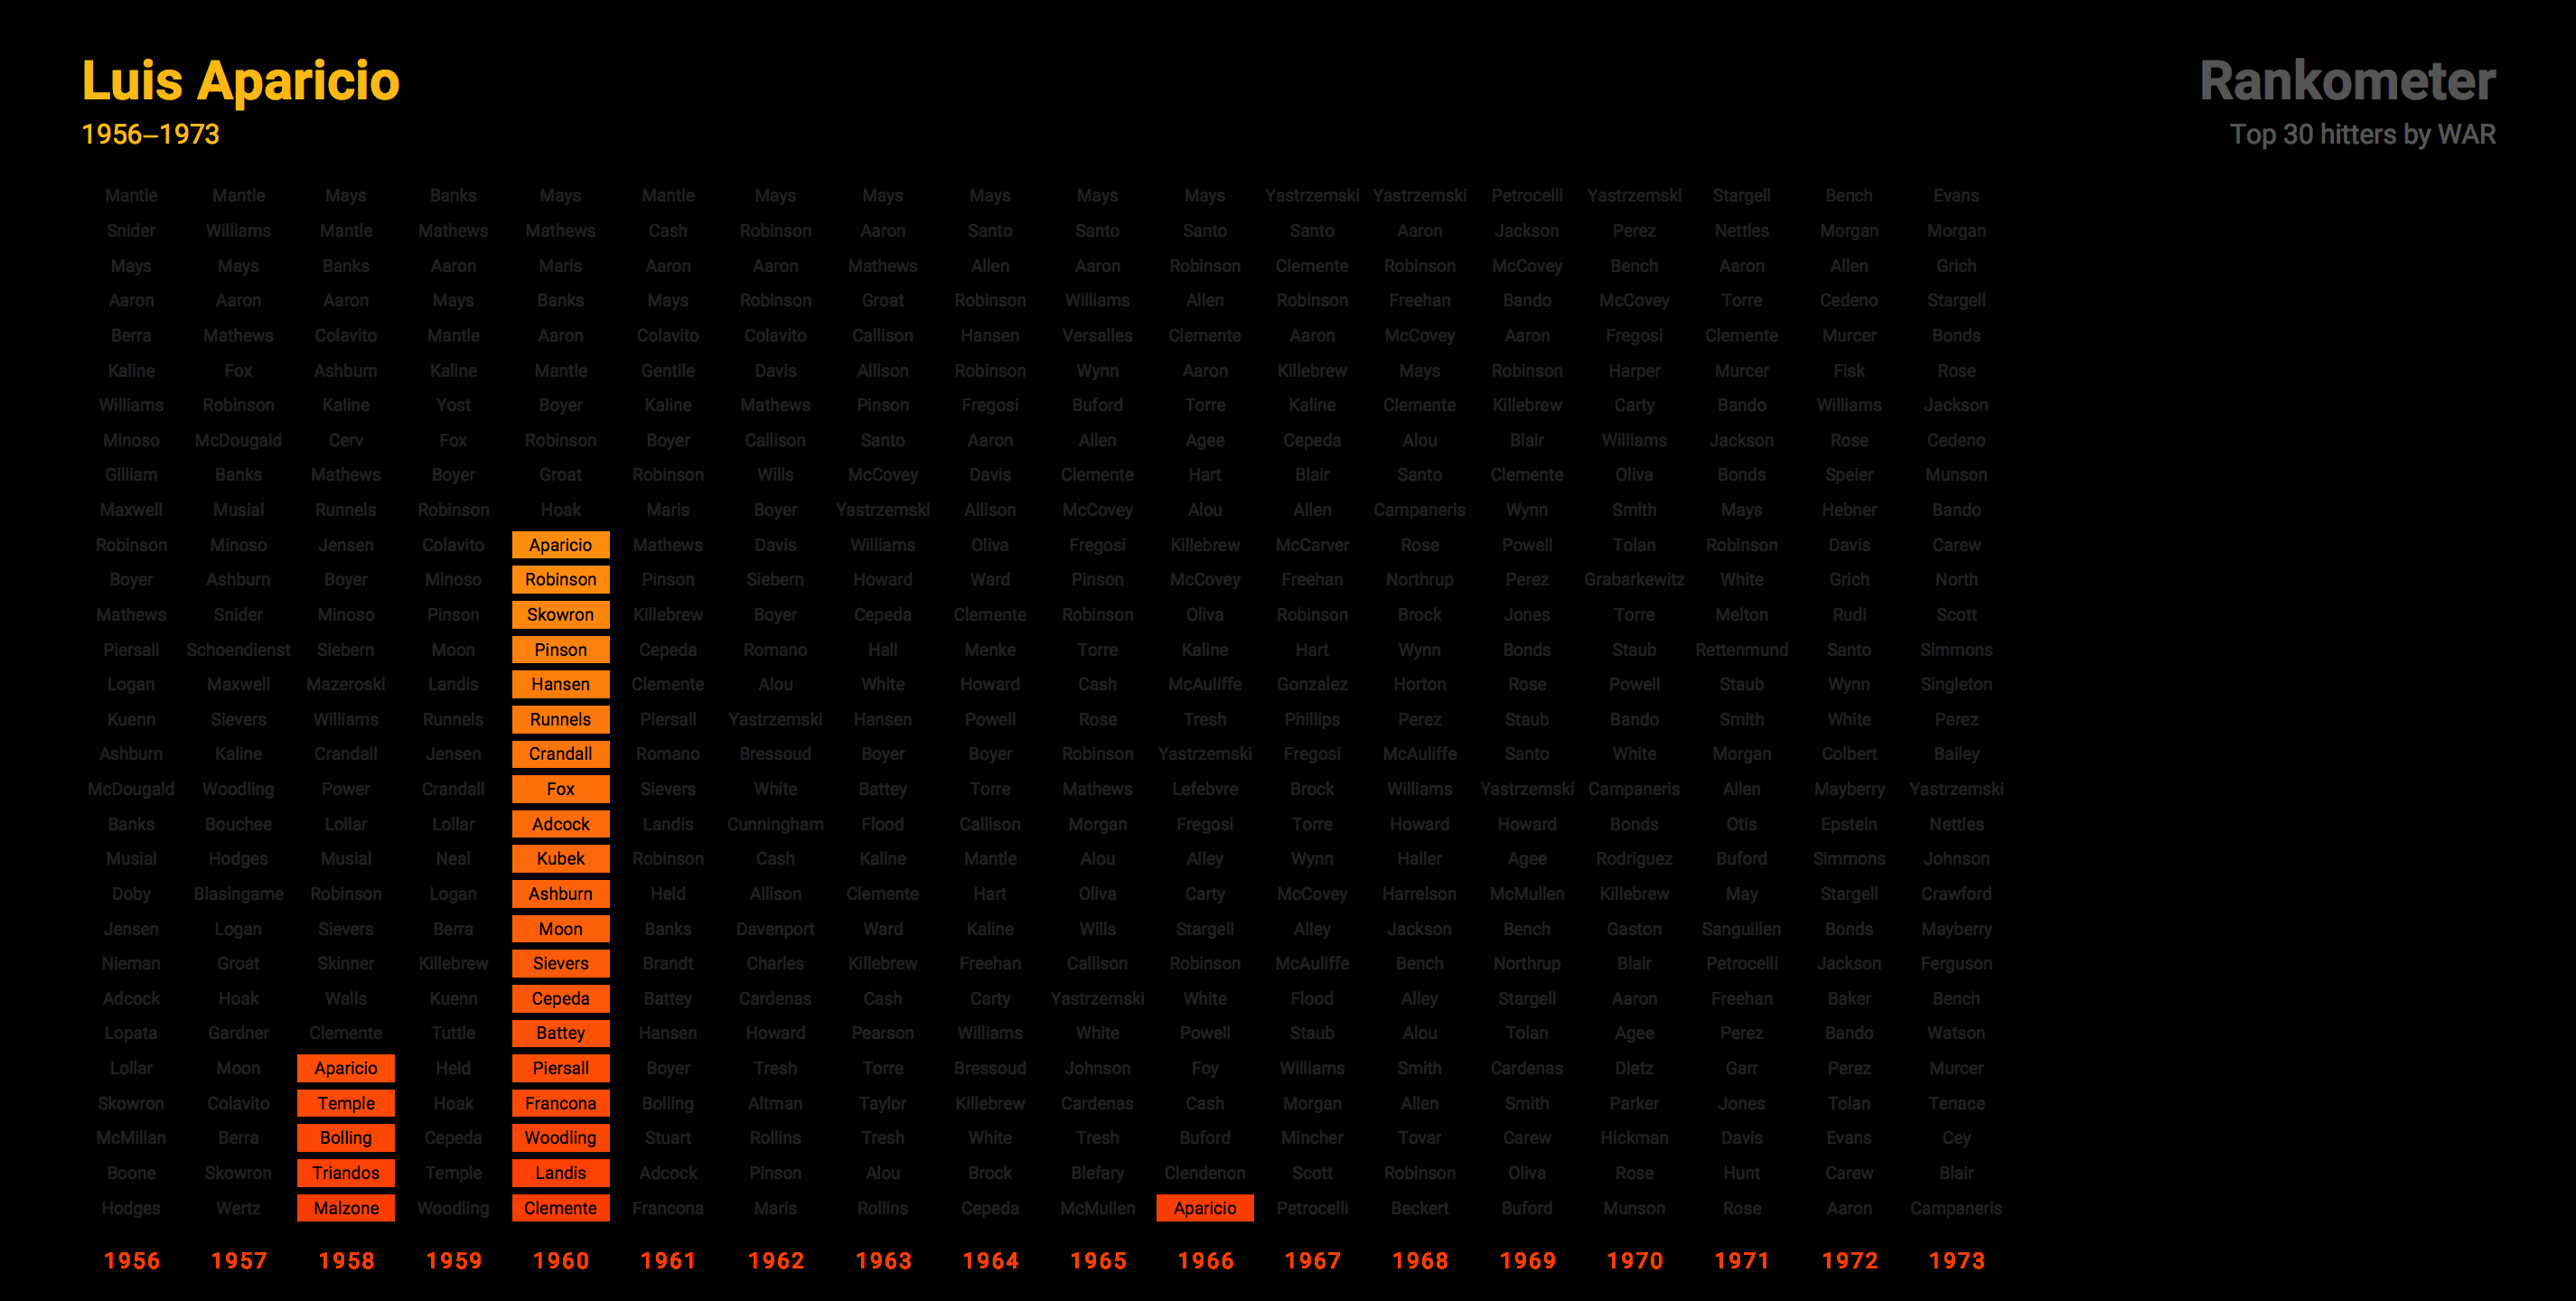 Luis Aparicio
1956–1973
Rankometer
Top 30 hitters by WAR
Mantle Mantle Mays Banks Mays Mantle Mays Mays Mays Mays Mays Yastrzemski Yastrzemski Petrocelli Yastrzemski Stargell Bench Evans
Snider Williams Mantle Mathews Mathews Cash Robinson Aaron Santo Santo Santo Santo Aaron Jackson Perez Nettles Morgan Morgan
Mays Mays Banks Aaron Maris Aaron Aaron Mathews Allen Aaron Robinson Clemente Robinson McCovey Bench Aaron Allen Grich
Aaron Aaron Aaron Mays Banks Mays Robinson Groat Robinson Williams Allen Robinson Freehan Bando McCovey Torre Cedeno Stargell
Berra Mathews Colavito Mantle Aaron Colavito Colavito Callison Hansen Versalles Clemente Aaron McCovey Aaron Fregosi Clemente Murcer Bonds
Kaline Fox Ashburn Kaline Mantle Gentile Davis Allison Robinson Wynn Aaron Killebrew Mays Robinson Harper Murcer Fisk Rose
Williams Robinson Kaline Yost Boyer Kaline Mathews Pinson Fregosi Buford Torre Kaline Clemente Killebrew Carty Bando Williams Jackson
Minoso McDougald Cerv Fox Robinson Boyer Callison Santo Aaron Allen Agee Cepeda Alou Blair Williams Jackson Rose Cedeno
Gilliam Banks Mathews Boyer Groat Robinson Wills McCovey Davis Clemente Hart Blair Santo Clemente Oliva Bonds Speier Munson
Maxwell Musial Runnels Robinson Hoak Maris Boyer Yastrzemski Allison McCovey Alou Allen Campaneris Wynn Smith Mays Hebner Bando
Robinson Minoso Jensen Colavito Aparicio Mathews Davis Williams Oliva Fregosi Killebrew McCarver Rose Powell Tolan Robinson Davis Carew
Boyer Ashburn Boyer Minoso Robinson Pinson Siebern Howard Ward Pinson McCovey Freehan Northrup Perez Grabarkewitz White Grich North
Mathews Snider Minoso Pinson Skowron Killebrew Boyer Cepeda Clemente Robinson Oliva Robinson Brock Jones Torre Melton Rudi Scott
Piersall Schoendienst Siebern Moon Pinson Cepeda Romano Hall Menke Torre Kaline Hart Wynn Bonds Staub Rettenmund Santo Simmons
Logan Maxwell Mazeroski Landis Hansen Clemente Alou White Howard Cash McAuliffe Gonzalez Horton Rose Powell Staub Wynn Singleton
Kuenn Sievers Williams Runnels Runnels Piersall Yastrzemski Hansen Powell Rose Tresh Phillips Perez Staub Bando Smith White Perez
Ashburn Kaline Crandall Jensen Crandall Romano Bressoud Boyer Boyer Robinson Yastrzemski Fregosi McAuliffe Santo White Morgan Colbert Bailey
McDougald Woodling Power Crandall Fox Sievers White Battey Torre Mathews Lefebvre Brock Williams Yastrzemski Campaneris Allen Mayberry Yastrzemski
Banks Bouchee Lollar Lollar Adcock Landis Cunningham Flood Callison Morgan Fregosi Torre Howard Howard Bonds Otis Epstein Nettles
Musial Hodges Musial Neal Kubek Robinson Cash Kaline Mantle Alou Alley Wynn Haller Agee Rodriguez Buford Simmons Johnson
Doby Blasingame Robinson Logan Ashburn Held Allison Clemente Hart Oliva Carty McCovey Harrelson McMullen Killebrew May Stargell Crawford
Jensen Logan Sievers Berra Moon Banks Davenport Ward Kaline Wills Stargell Alley Jackson Bench Gaston Sanguillen Bonds Mayberry
Nieman Groat Skinner Killebrew Sievers Brandt Charles Killebrew Freehan Callison Robinson McAuliffe Bench Northrup Blair Petrocelli Jackson Ferguson
Adcock Hoak Walls Kuenn Cepeda Battey Cardenas Cash Carty Yastrzemski White Flood Alley Stargell Aaron Freehan Baker Bench
Lopata Gardner Clemente Tuttle Battey Hansen Howard Pearson Williams White Powell Staub Alou Tolan Agee Perez Bando Watson
Lollar Moon Aparicio Held Piersall Boyer Tresh Torre Bressoud Johnson Foy Williams Smith Cardenas Dietz Garr Perez Murcer
Skowron Colavito Temple Hoak Francona Bolling Altman Taylor Killebrew Cardenas Cash Morgan Allen Smith Parker Jones Tolan Tenace
McMillan Berra Bolling Cepeda Woodling Stuart Rollins Tresh White Tresh Buford Mincher Tovar Carew Hickman Davis Evans Cey
Boone Skowron Triandos Temple Landis Adcock Pinson Alou Brock Blefary Clendenon Scott Robinson Oliva Rose Hunt Carew Blair
Hodges Wertz Malzone Woodling Clemente Francona Maris Rollins Cepeda McMullen Aparicio Petrocelli Beckert Buford Munson Rose Aaron Campaneris
1956 1957 1958 1959 1960 1961 1962 1963 1964 1965 1966 1967 1968 1969 1970 1971 1972 1973